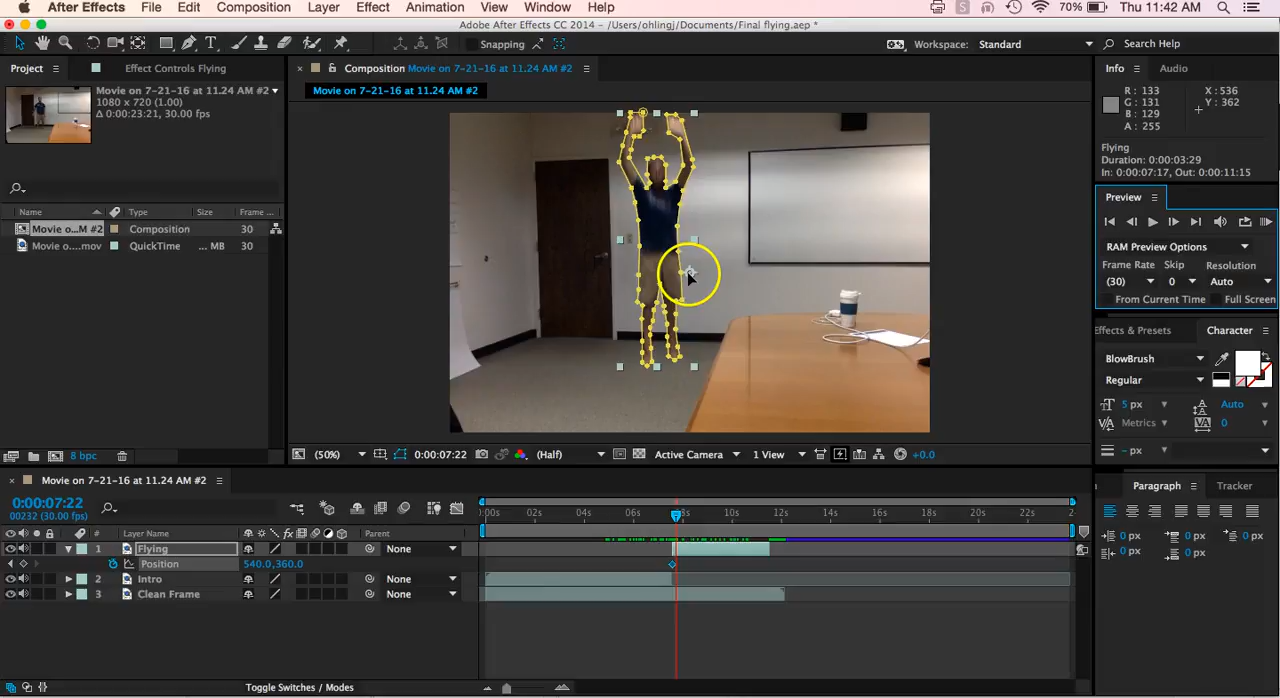 After Effects File Edit Composition Layer Effect Animation View Window Help 70% Thu 11:42 AM
Adobe After Effects CC 2014 - /Users/ohlingj/Documents/Final flying.aep *
Snapping Workspace: Standard Search Help
Project Effect Controls Flying Composition Movie on 7-21-16 at 11.24 AM #2 Info Audio
Movie on 7-21-16 at 11.24 AM #2
1080 x 720 (1.00)
Δ 0:00:23:21, 30.00 fps
Movie on 7-21-16 at 11.24 AM #2
R: 133 X: 536
G: 131 Y: 362
B: 129
A: 255
Flying
Duration: 0:00:03:29
In: 0:00:07:17, Out: 0:00:11:15
Preview
Name Type Size Frame ...
Movie o...M #2 Composition 30
Movie o....mov QuickTime ... MB 30
RAM Preview Options
Frame Rate Skip Resolution
(30) 0 Auto
From Current Time Full Screen
Effects & Presets Character
BlowBrush
Regular
5 px Auto
Metrics 0
- px
8 bpc (50%) 0:00:07:22 (Half) Active Camera 1 View +0.0
Movie on 7-21-16 at 11.24 AM #2
Paragraph Tracker
0:00:07:22
00232 (30.00 fps)
:00s 02s 04s 06s 8s 10s 12s 14s 16s 18s 20s 22s 2
# Layer Name Parent
1 Flying None
Position 540.0,360.0
2 Intro None
3 Clean Frame None
0 px 0 px 0 px
0 px 0 px
Toggle Switches / Modes